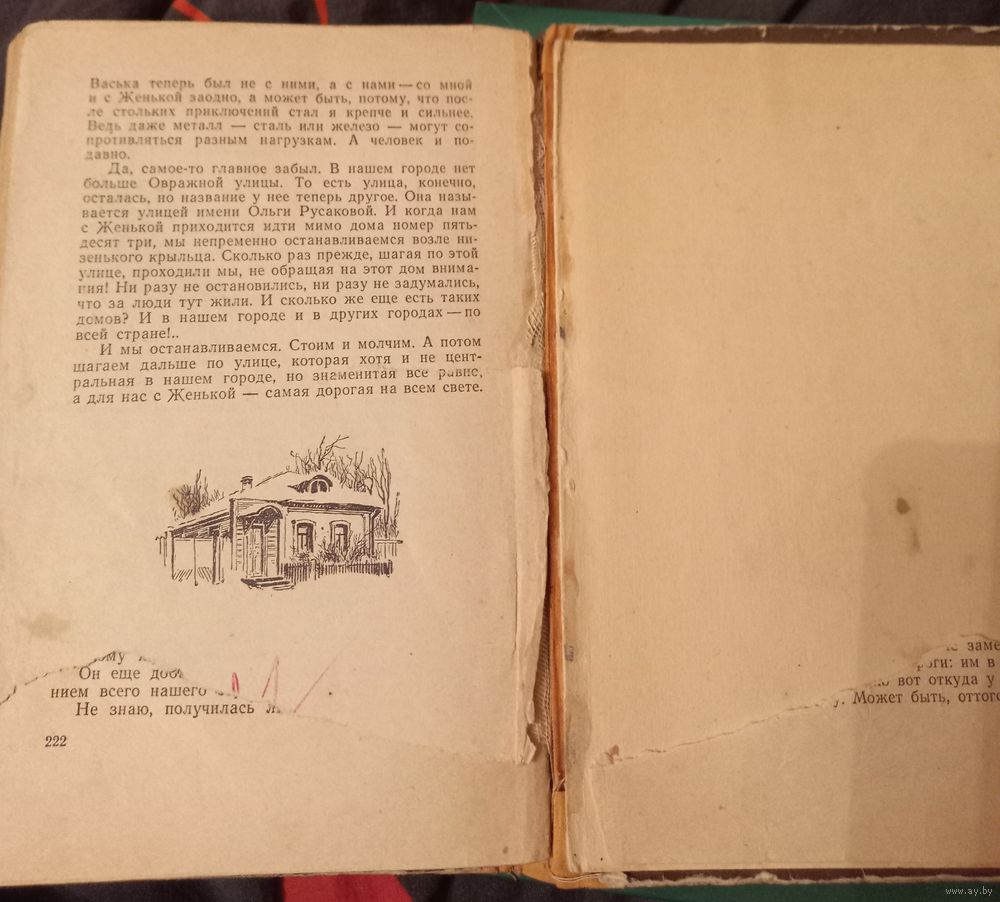 Васька теперь был не с ними, а с нами — со мной
и с Женькой заодно, а может быть, потому, что пос-
ле стольких приключений стал я крепче и сильнее.
Ведь даже металл — сталь или железо — могут со-
противляться разным нагрузкам. А человек и по-
давно.
Да, самое-то главное забыл. В нашем городе нет
больше Овражной улицы. То есть улица, конечно,
осталась, но название у нее теперь другое. Она назы-
вается улицей имени Ольги Русаковой. И когда нам
с Женькой приходится идти мимо дома номер пять-
десят три, мы непременно останавливаемся возле ни-
зенького крыльца. Сколько раз прежде, шагая по этой
улице, проходили мы, не обращая на этот дом внима-
ния! Ни разу не остановились, ни разу не задумались,
что за люди тут жили. И сколько же еще есть таких
домов? И в нашем городе и в других городах — по
всей стране!..
И мы останавливаемся. Стоим и молчим. А потом
шагаем дальше по улице, которая хотя и не цент-
ральная в нашем городе, но знаменитая все равно,
а для нас с Женькой — самая дорогая на всем свете.
Он еще
нием всего нашего
Не знаю, получилась
222
заме
роги: им в
вот откуда у
Может быть, оттого
www.ay.by